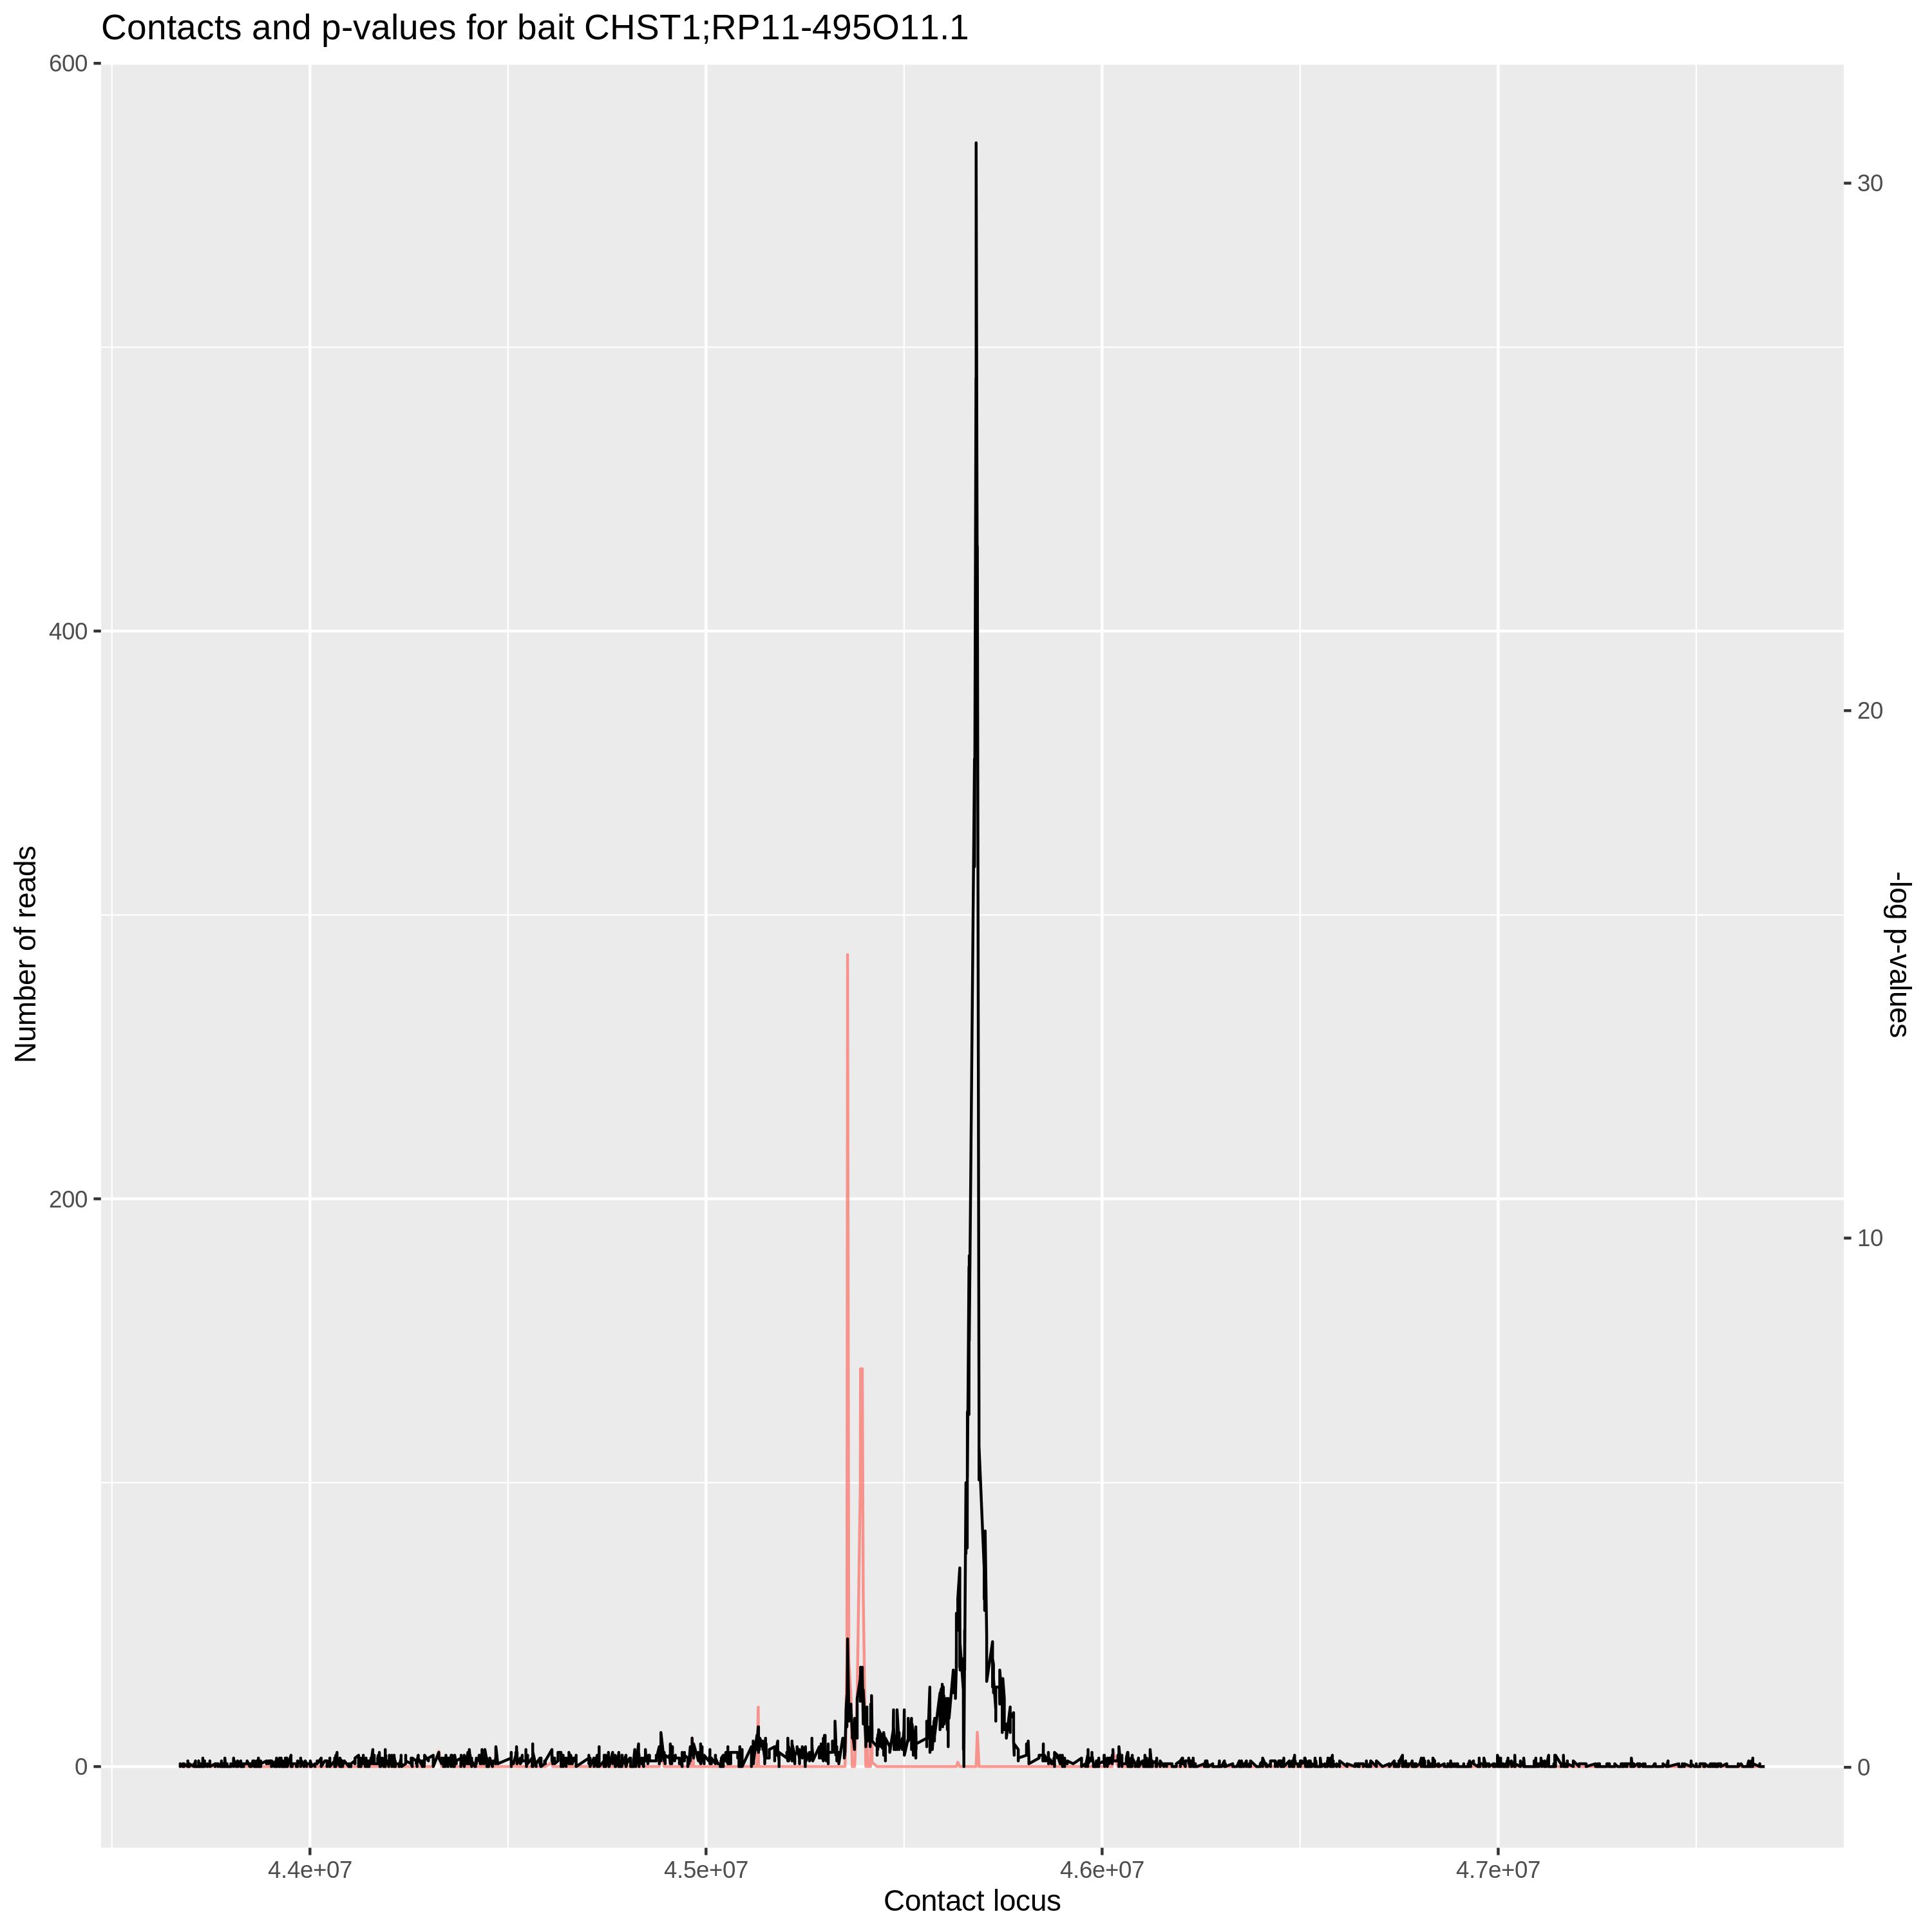 Contacts and p-values for bait CHST1;RP11-495O11.1
600
400
200
0
Number of reads
30
20
10
0
-log p-values
4.4e+07
4.5e+07
4.6e+07
4.7e+07
Contact locus